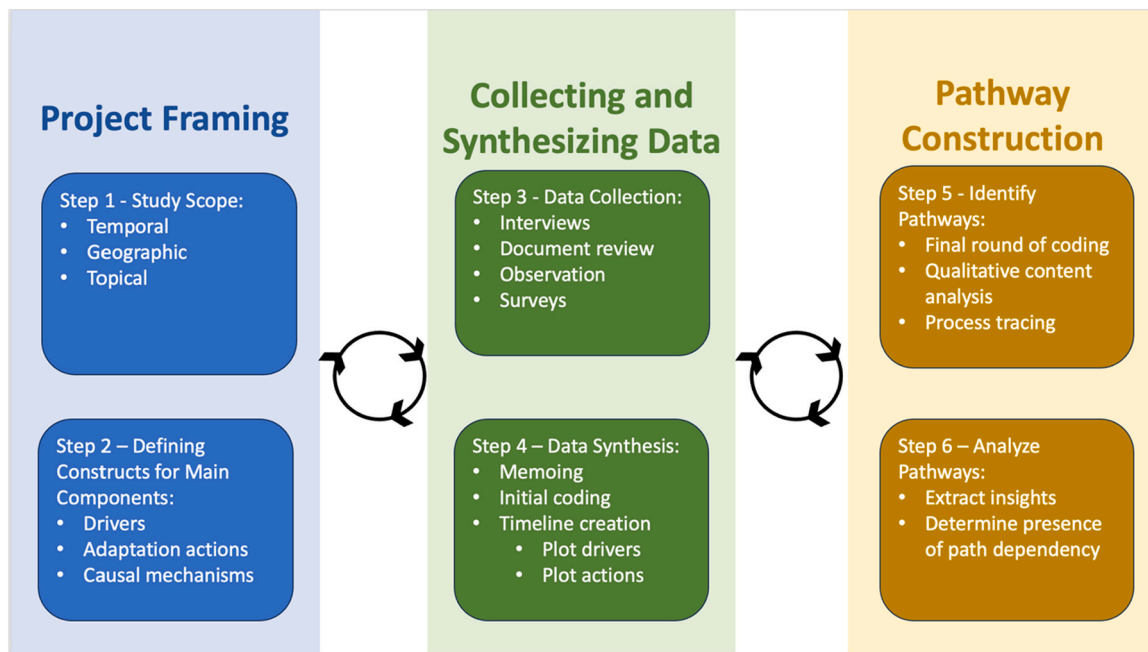 Project Framing
Step 1 - Study Scope:
• Temporal
• Geographic
• Topical
Step 2 – Defining
Constructs for Main
Components:
• Drivers
• Adaptation actions
• Causal mechanisms
Collecting and
Synthesizing Data
Step 3 - Data Collection:
• Interviews
• Document review
• Observation
• Surveys
Step 4 – Data Synthesis:
• Memoing
• Initial coding
• Timeline creation
• Plot drivers
• Plot actions
Pathway
Construction
Step 5 - Identify
Pathways:
• Final round of coding
• Qualitative content
analysis
• Process tracing
Step 6 – Analyze
Pathways:
• Extract insights
• Determine presence
of path dependency